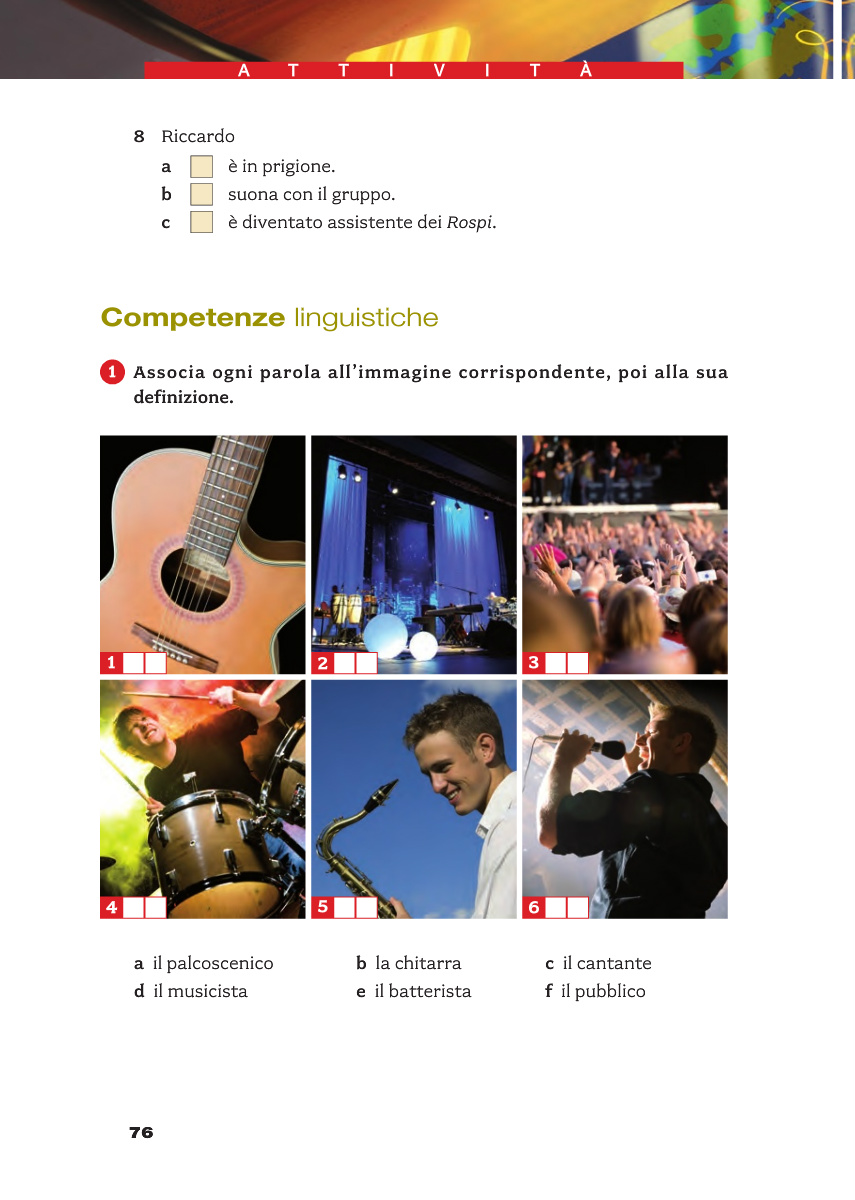 ATTIVITÀ
8 Riccardo
a è in prigione.
b suona con il gruppo.
c è diventato assistente dei Rospi.
Competenze linguistiche
1 Associa ogni parola all'immagine corrispondente, poi alla sua
definizione.
1 2 3
4 5 6
a il palcoscenico b la chitarra c il cantante
d il musicista e il batterista f il pubblico
76